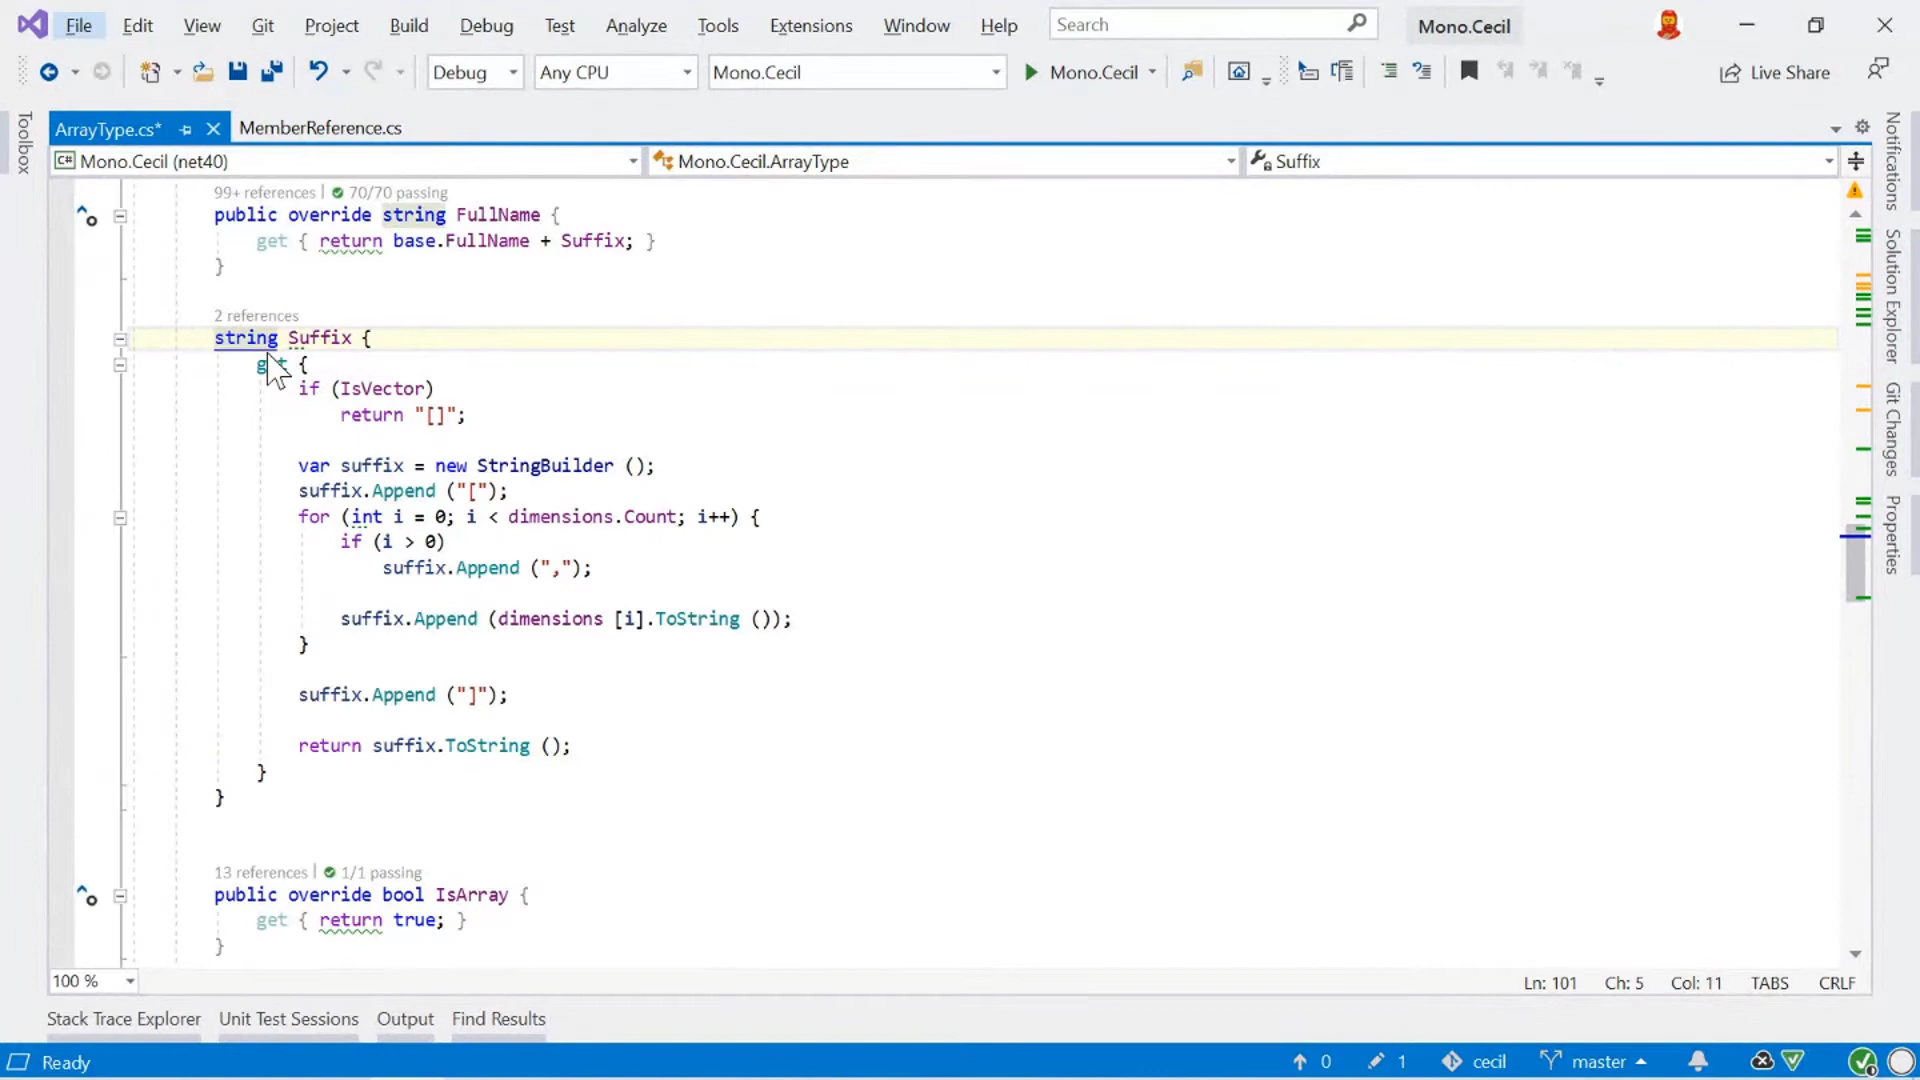 File Edit View Git Project Build Debug Test Analyze Tools Extensions Window Help Search Mono.Cecil
Debug Any CPU Mono.Cecil Mono.Cecil Live Share
ArrayType.cs* MemberReference.cs
C# Mono.Cecil (net40) Mono.Cecil.ArrayType Suffix
Toolbox
99+ references | 70/70 passing
public override string FullName {
get { return base.FullName + Suffix; }
}
2 references
string Suffix {
get {
if (IsVector)
return "[]";
var suffix = new StringBuilder ();
suffix.Append ("[");
for (int i = 0; i < dimensions.Count; i++) {
if (i > 0)
suffix.Append (",");
suffix.Append (dimensions [i].ToString ());
}
suffix.Append ("]");
return suffix.ToString ();
}
}
13 references | 1/1 passing
public override bool IsArray {
get { return true; }
}
Notifications
Solution Explorer
Git Changes
Properties
100 % Ln: 101 Ch: 5 Col: 11 TABS CRLF
Stack Trace Explorer Unit Test Sessions Output Find Results
Ready 0 1 cecil master